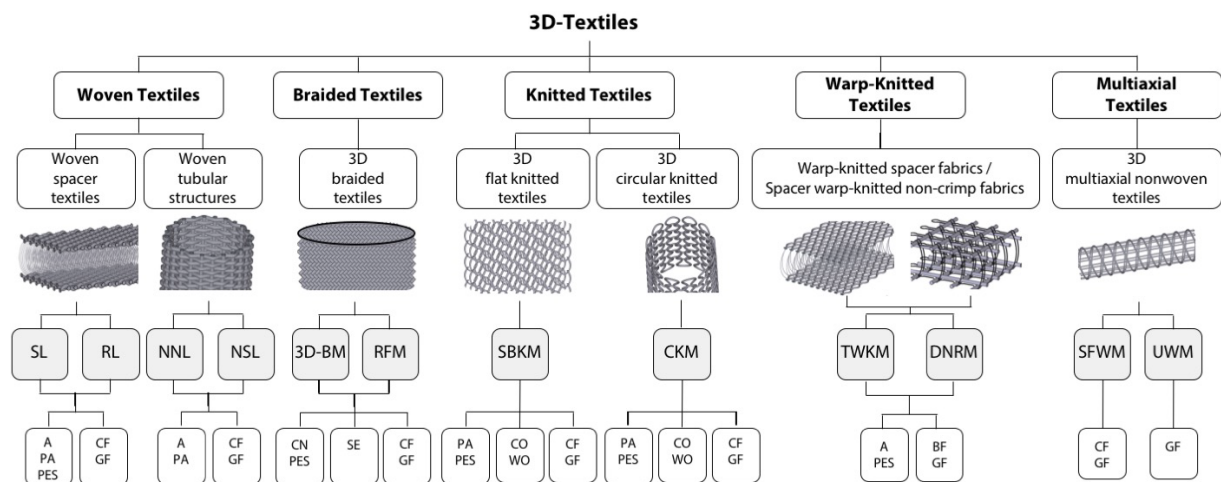 3D-Textiles
Woven Textiles
Braided Textiles
Knitted Textiles
Warp-Knitted
Textiles
Multiaxial
Textiles
Woven
spacer
textiles
Woven
tubular
structures
3D
braided
textiles
3D
flat knitted
textiles
3D
circular knitted
textiles
Warp-knitted spacer fabrics /
Spacer warp-knitted non-crimp fabrics
3D
multiaxial nonwoven
textiles
SL
RL
NNL
NSL
3D-BM
RFM
SBKM
CKM
TWKM
DNRM
SFWM
UWM
A
PA
PES
CF
GF
A
PA
CF
GF
CN
PES
SE
CF
GF
PA
PES
CO
WO
CF
GF
PA
PES
CO
WO
CF
GF
A
PES
BF
GF
CF
GF
GF